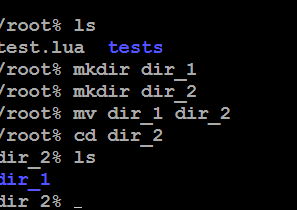 /root% ls
test.lua  tests
/root% mkdir dir_1
/root% mkdir dir_2
/root% mv dir_1 dir_2
/root% cd dir_2
dir_2% ls
dir_1
dir_2% _